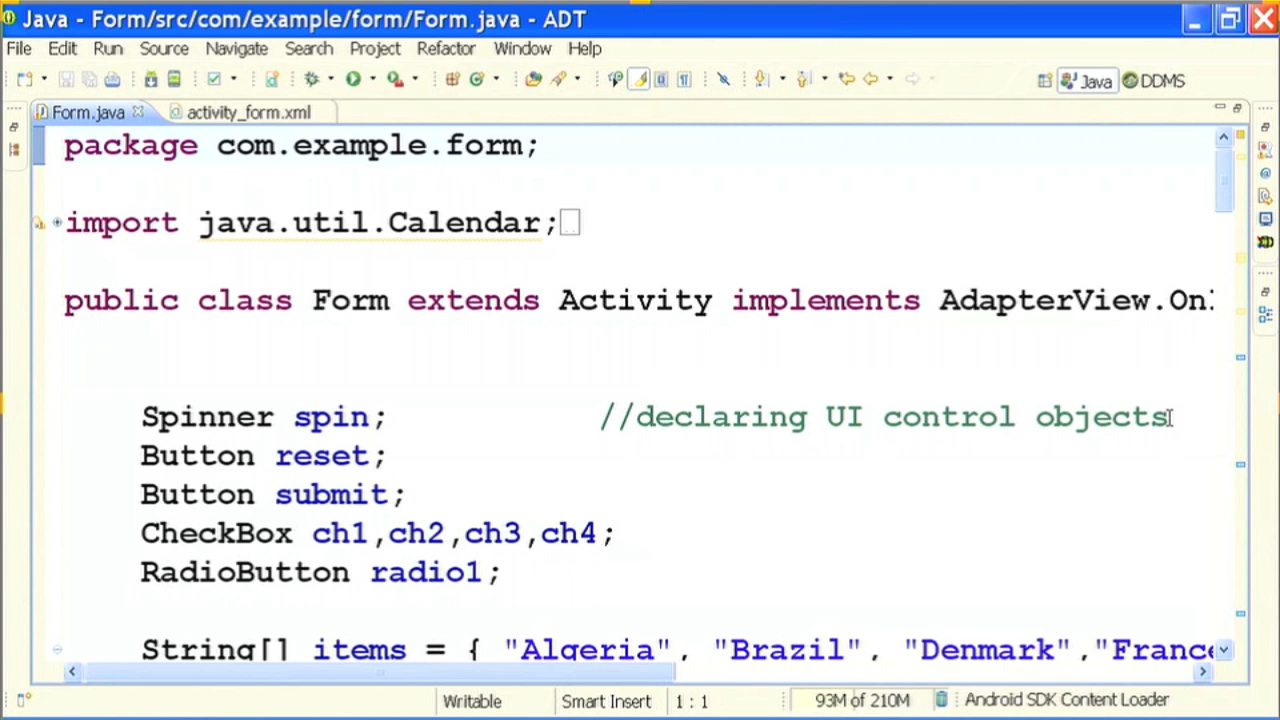 Java - Form/src/com/example/form/Form.java - ADT
File Edit Run Source Navigate Search Project Refactor Window Help
Java DDMS
Form.java activity_form.xml
package com.example.form;
import java.util.Calendar;
public class Form extends Activity implements AdapterView.On
Spinner spin; //declaring UI control objects
Button reset;
Button submit;
CheckBox ch1,ch2,ch3,ch4;
RadioButton radio1;
String[] items = { "Algeria", "Brazil", "Denmark","France
Writable Smart Insert 1 : 1 93M of 210M Android SDK Content Loader